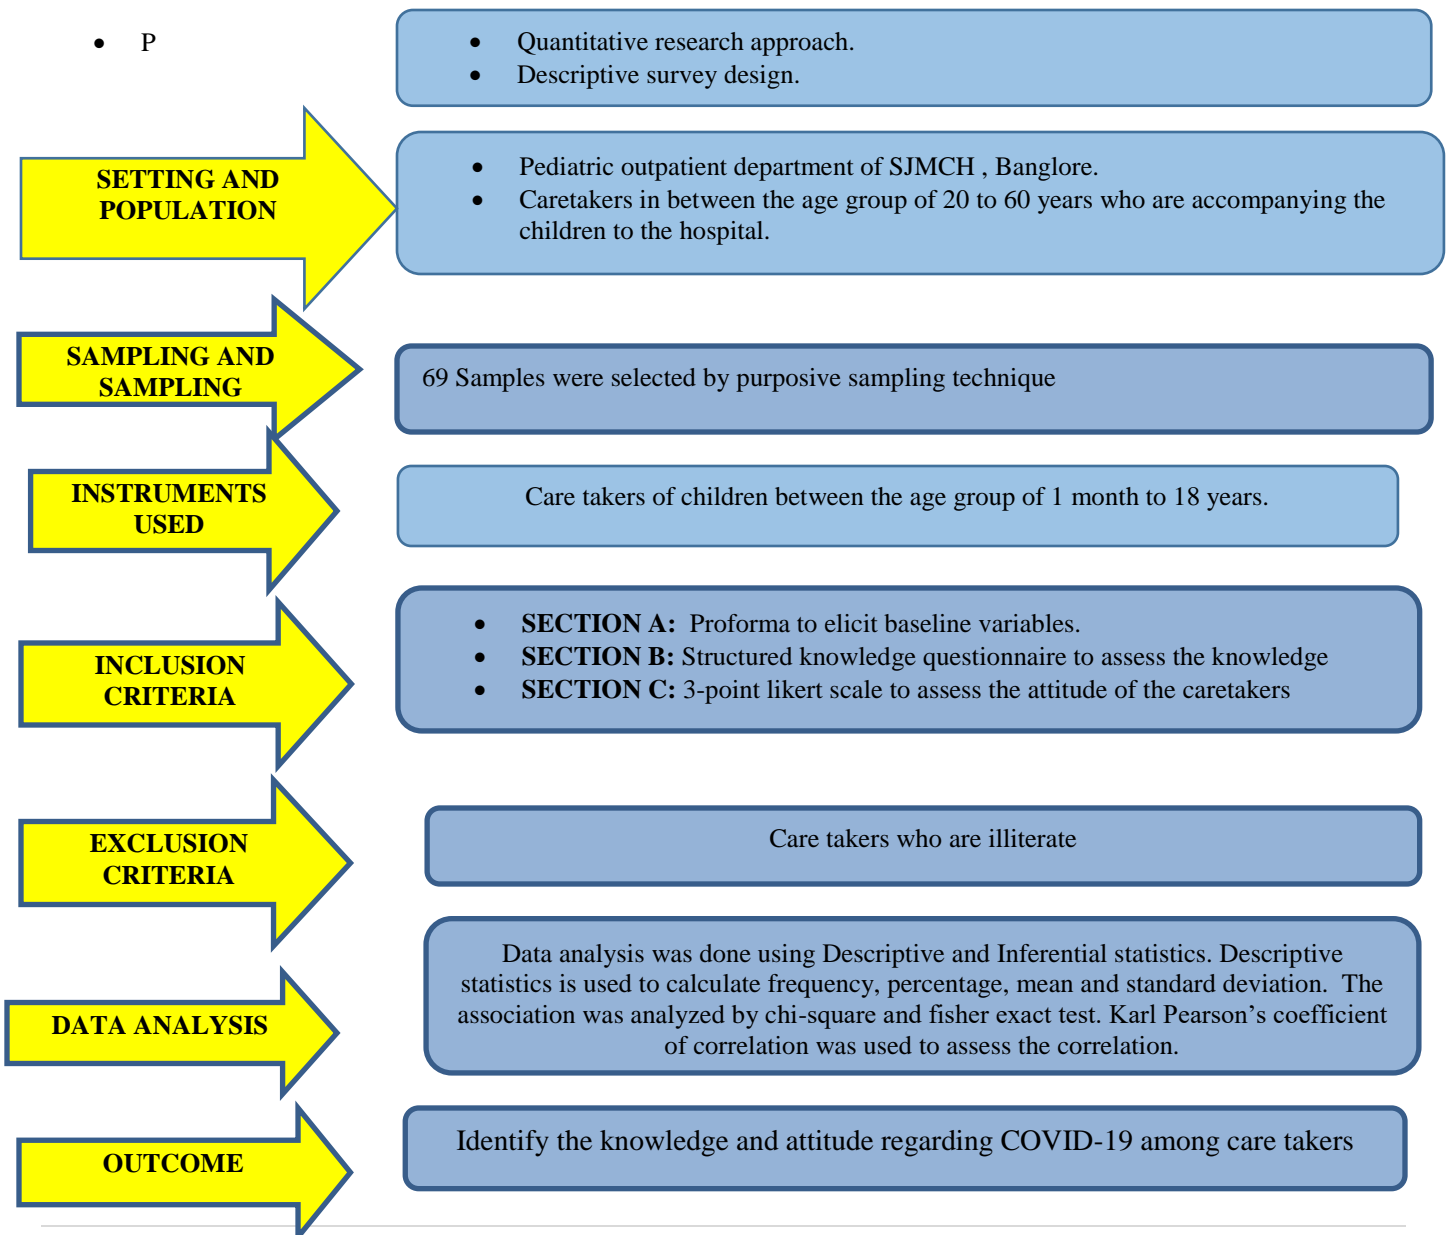 • P
• Quantitative research approach.
• Descriptive survey design.
SETTING AND
POPULATION
• Pediatric outpatient department of SJMCH , Banglore.
• Caretakers in between the age group of 20 to 60 years who are accompanying the
children to the hospital.
SAMPLING AND
SAMPLING
69 Samples were selected by purposive sampling technique
INSTRUMENTS
USED
Care takers of children between the age group of 1 month to 18 years.
INCLUSION
CRITERIA
• SECTION A: Proforma to elicit baseline variables.
• SECTION B: Structured knowledge questionnaire to assess the knowledge
• SECTION C: 3-point likert scale to assess the attitude of the caretakers
EXCLUSION
CRITERIA
Care takers who are illiterate
DATA ANALYSIS
Data analysis was done using Descriptive and Inferential statistics. Descriptive
statistics is used to calculate frequency, percentage, mean and standard deviation. The
association was analyzed by chi-square and fisher exact test. Karl Pearson’s coefficient
of correlation was used to assess the correlation.
OUTCOME
Identify the knowledge and attitude regarding COVID-19 among care takers